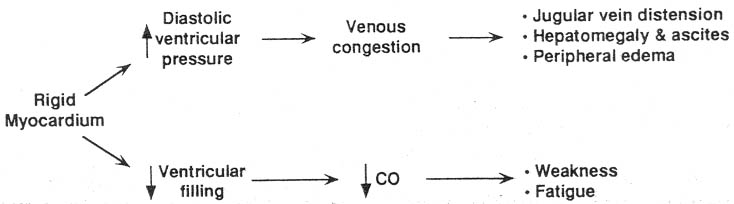 Rigid
Myocardium
Diastolic
ventricular
pressure
Venous
congestion
• Jugular vein distension
• Hepatomegaly & ascites
• Peripheral edema
Ventricular
filling
CO
• Weakness
• Fatigue